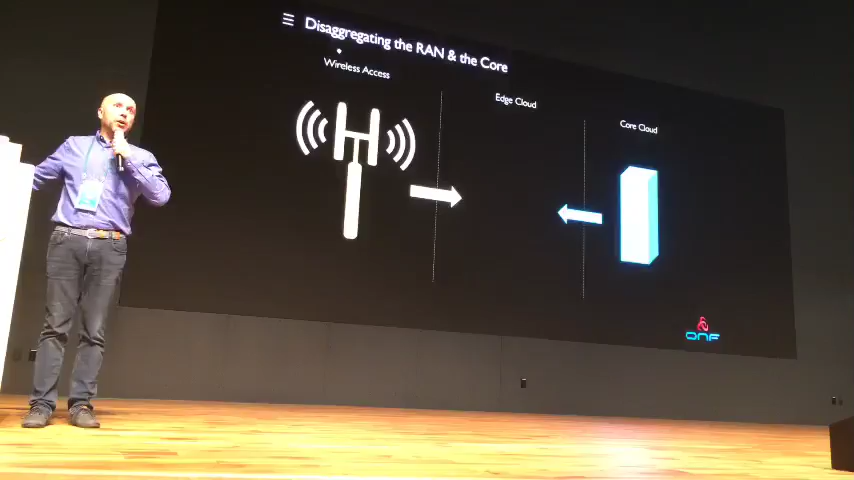 Disaggregating the RAN & the Core
Wireless Access
Edge Cloud
Core Cloud
ONF